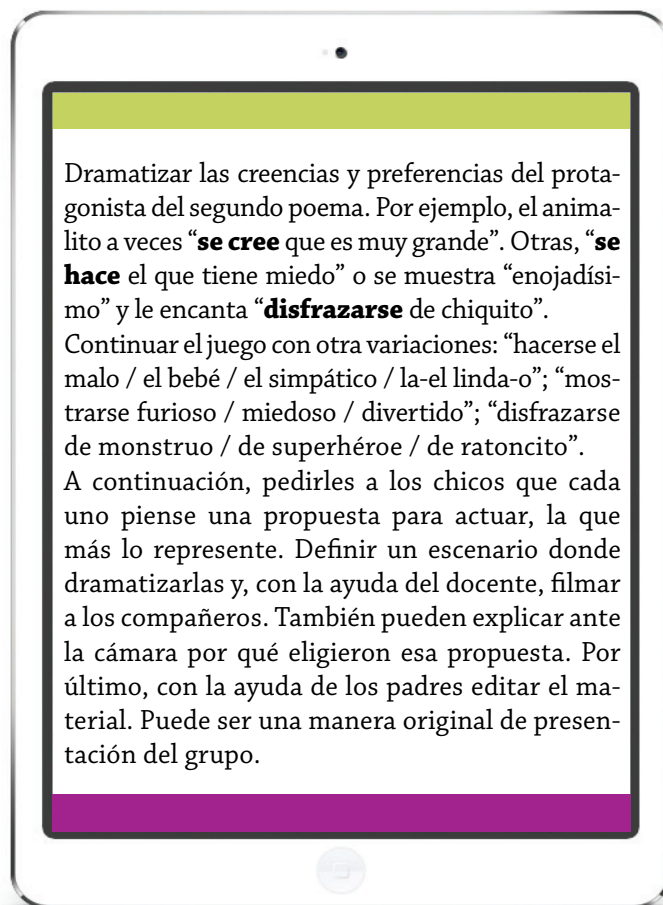 Dramatizar las creencias y preferencias del prota-
gonista del segundo poema. Por ejemplo, el anima-
lito a veces “se cree que es muy grande”. Otras, “se
hace el que tiene miedo” o se muestra “enojadísi-
mo” y le encanta “disfrazarse de chiquito”.
Continuar el juego con otra variaciones: “hacerse el
malo / el bebé / el simpático / la-el linda-o”; “mos-
trarse furioso / miedoso / divertido”; “disfrazarse
de monstruo / de superhéroe / de ratoncito”.
A continuación, pedirles a los chicos que cada
uno piense una propuesta para actuar, la que
más lo represente. Definir un escenario donde
dramatizarlas y, con la ayuda del docente, filmar
a los compañeros. También pueden explicar ante
la cámara por qué eligieron esa propuesta. Por
último, con la ayuda de los padres editar el ma-
terial. Puede ser una manera original de presen-
tación del grupo.